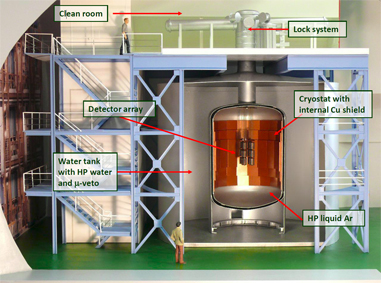 Clean room
Lock system
Detector array
Cryostat with
internal Cu shield
Water tank
with HP water
and μ-veto
HP liquid Ar